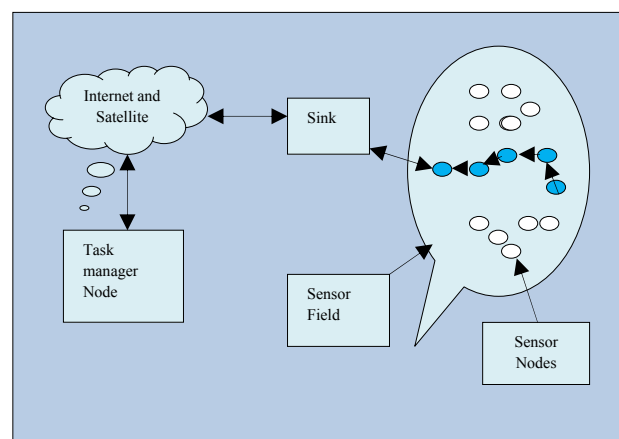 Internet and
Satellite
Sink
Task
manager
Node
Sensor
Field
Sensor
Nodes